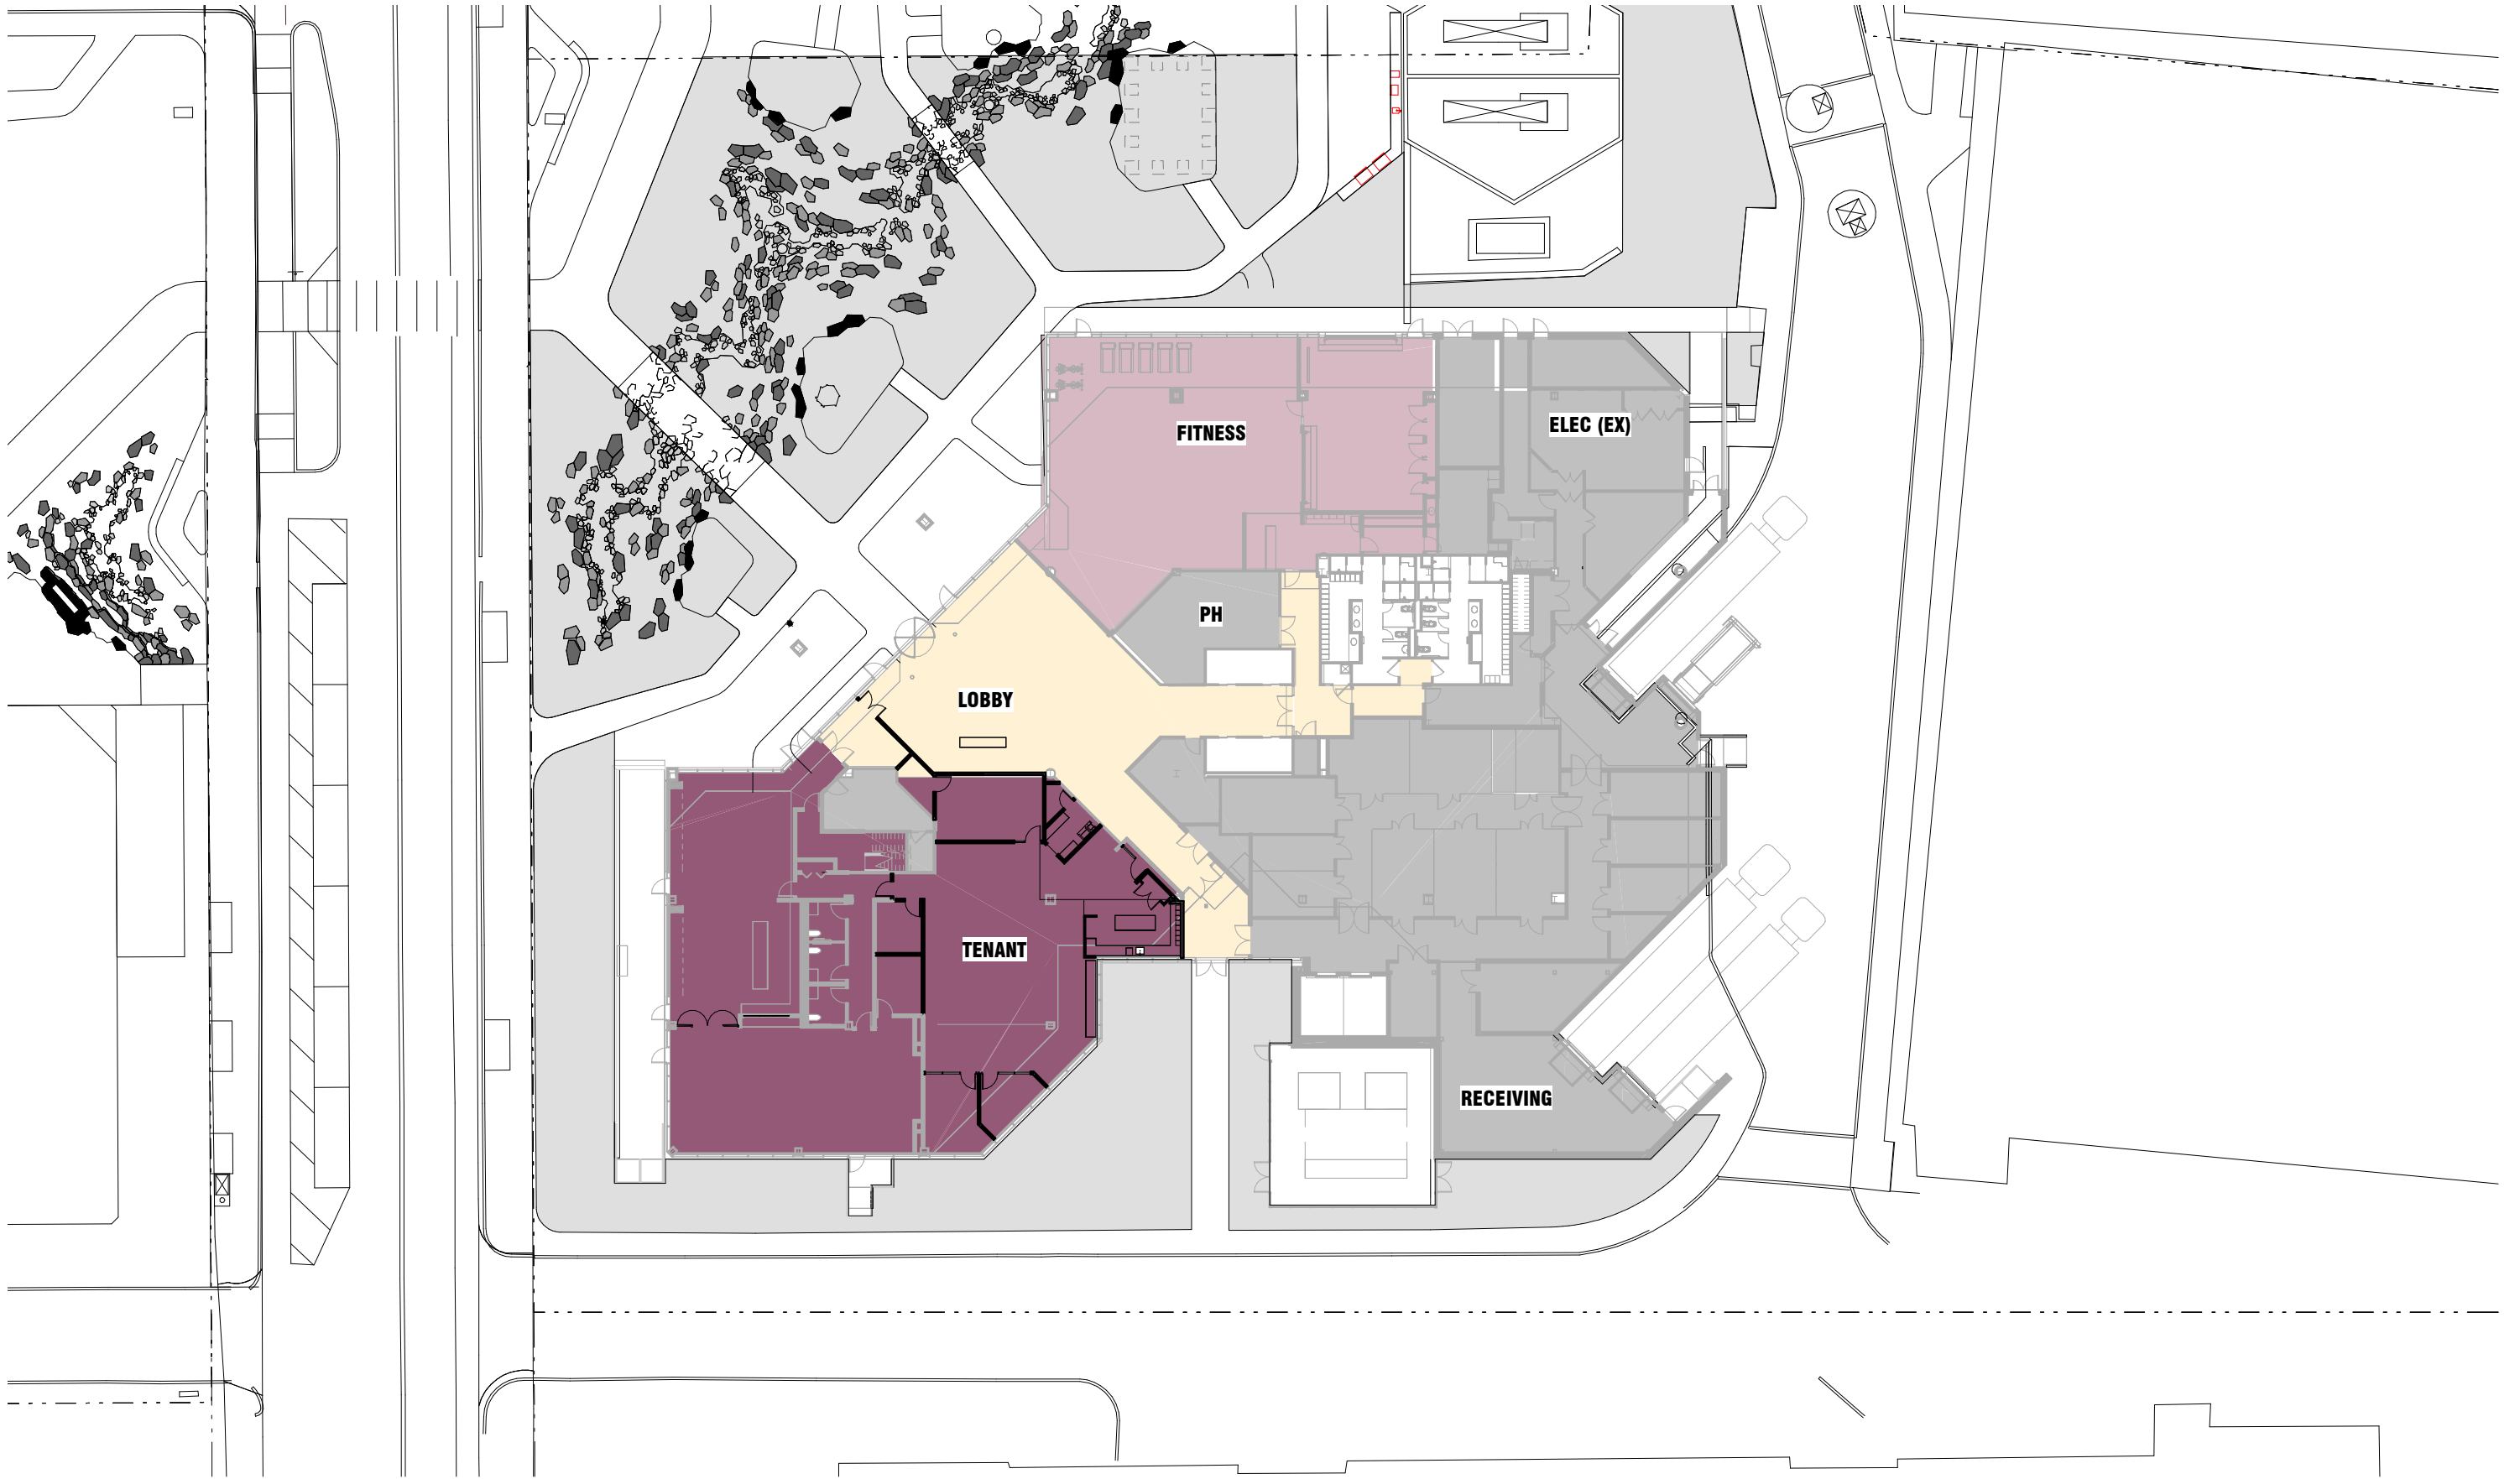 ELEC (EX)
FITNESS
PH
LOBBY
TENANT
RECEIVING